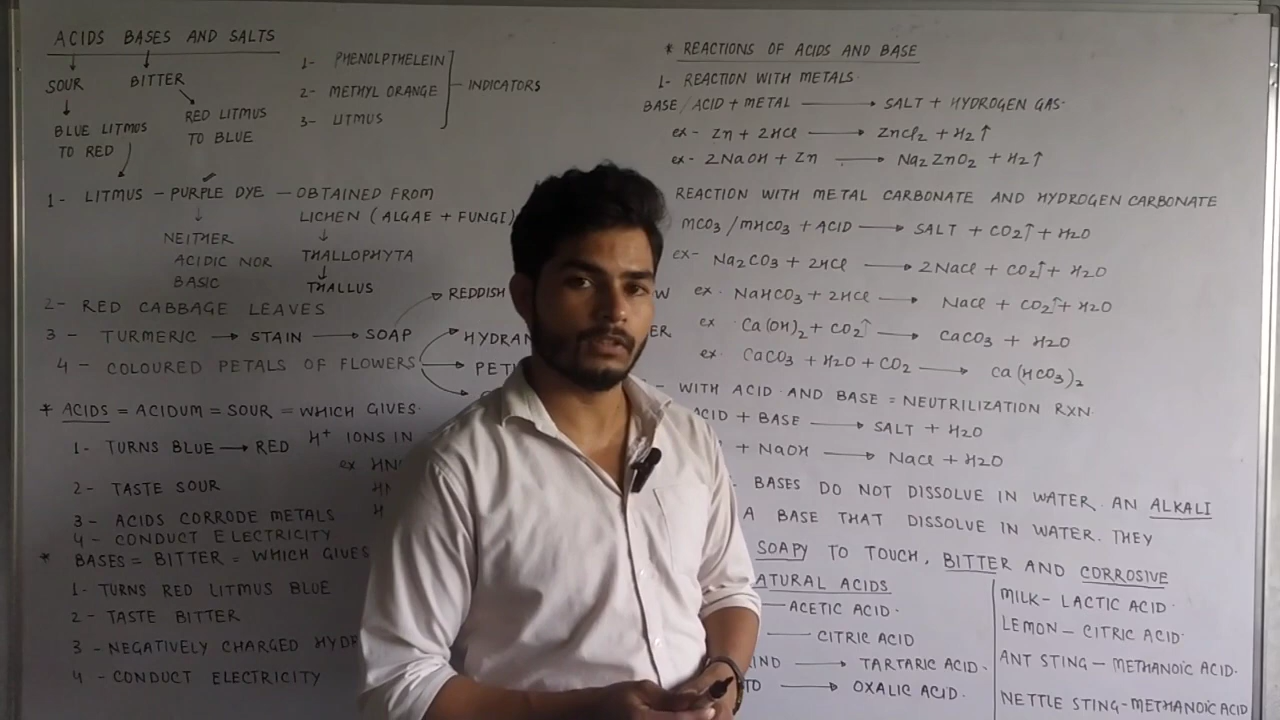 ACIDS BASES AND SALTS
SOUR
BITTER
BLUE LITMUS
TO RED
RED LITMUS
TO BLUE
1- PHENOLPTHELEIN
2- METHYL ORANGE
3- LITMUS
INDICATORS
1- LITMUS - PURPLE DYE - OBTAINED FROM
LICHEN (ALGAE + FUNGI)
NEITHER
ACIDIC NOR
BASIC
THALLOPHYTA
THALLUS
2- RED CABBAGE LEAVES
3- TURMERIC → STAIN → SOAP
REDDISH
4- COLOURED PETALS OF FLOWERS
* ACIDS = ACIDUM = SOUR = WHICH GIVES
H⁺ IONS IN
1- TURNS BLUE → RED
ex
2- TASTE SOUR
3- ACIDS CORRODE METALS
4- CONDUCT ELECTRICITY
* BASES = BITTER = WHICH GIVES
1- TURNS RED LITMUS BLUE
2- TASTE BITTER
3- NEGATIVELY CHARGED
4- CONDUCT ELECTRICITY
* REACTIONS OF ACIDS AND BASE
1- REACTION WITH METALS
BASE/ACID + METAL → SALT + HYDROGEN GAS
ex- Zn + 2HCl → ZnCl₂ + H₂↑
ex- 2NaOH + Zn → Na₂ZnO₂ + H₂↑
REACTION WITH METAL CARBONATE AND HYDROGEN CARBONATE
MCO₃/MHCO₃ + ACID → SALT + CO₂↑ + H₂O
ex- Na₂CO₃ + 2HCl → 2NaCl + CO₂↑ + H₂O
ex. NaHCO₃ + 2HCl → NaCl + CO₂↑ + H₂O
ex Ca(OH)₂ + CO₂↑ → CaCO₃ + H₂O
ex. CaCO₃ + H₂O + CO₂ → Ca(HCO₃)₂
- WITH ACID AND BASE = NEUTRILIZATION RXN
ACID + BASE → SALT + H₂O
+ NaOH → NaCl + H₂O
BASES DO NOT DISSOLVE IN WATER. AN ALKALI
A BASE THAT DISSOLVE IN WATER. THEY
SOAPY TO TOUCH, BITTER AND CORROSIVE
ATURAL ACIDS
ACETIC ACID.
CITRIC ACID
→ TARTARIC ACID.
→ OXALIC ACID.
MILK- LACTIC ACID.
LEMON- CITRIC ACID.
ANT STING- METHANOIC ACID.
NETTLE STING-METHANOIC ACID